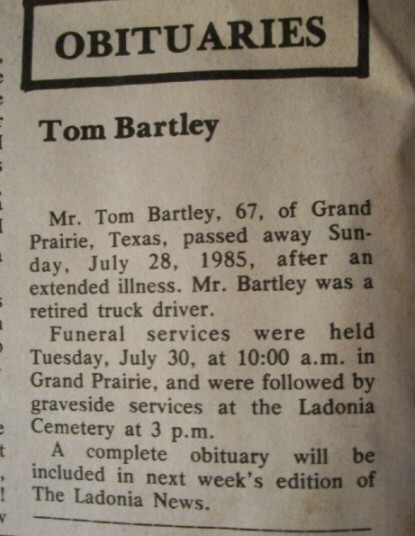 OBITUARIES
Tom Bartley
Mr. Tom Bartley, 67, of Grand
Prairie, Texas, passed away Sun-
day, July 28, 1985, after an
extended illness. Mr. Bartley was a
retired truck driver.
Funeral services were held
Tuesday, July 30, at 10:00 a.m. in
Grand Prairie, and were followed by
graveside services at the Ladonia
Cemetery at 3 p.m.
A complete obituary will be
included in next week's edition of
The Ladonia News.